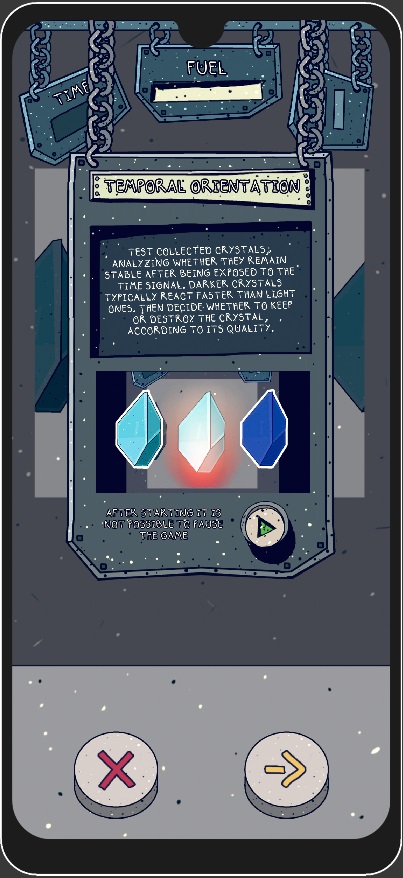 TIME
FUEL
TEMPORAL ORIENTATION
TEST COLLECTED CRYSTALS,
ANALYZING WHETHER THEY REMAIN
STABLE AFTER BEING EXPOSED TO THE
TIME SIGNAL. DARKER CRYSTALS
TYPICALLY REACT FASTER THAN LIGHT
ONES. THEN DECIDE WHETHER TO KEEP
OR DESTROY THE CRYSTAL,
ACCORDING TO ITS QUALITY.
AFTER STARTING IT IS
NOT POSSIBLE TO PAUSE
THE GAME